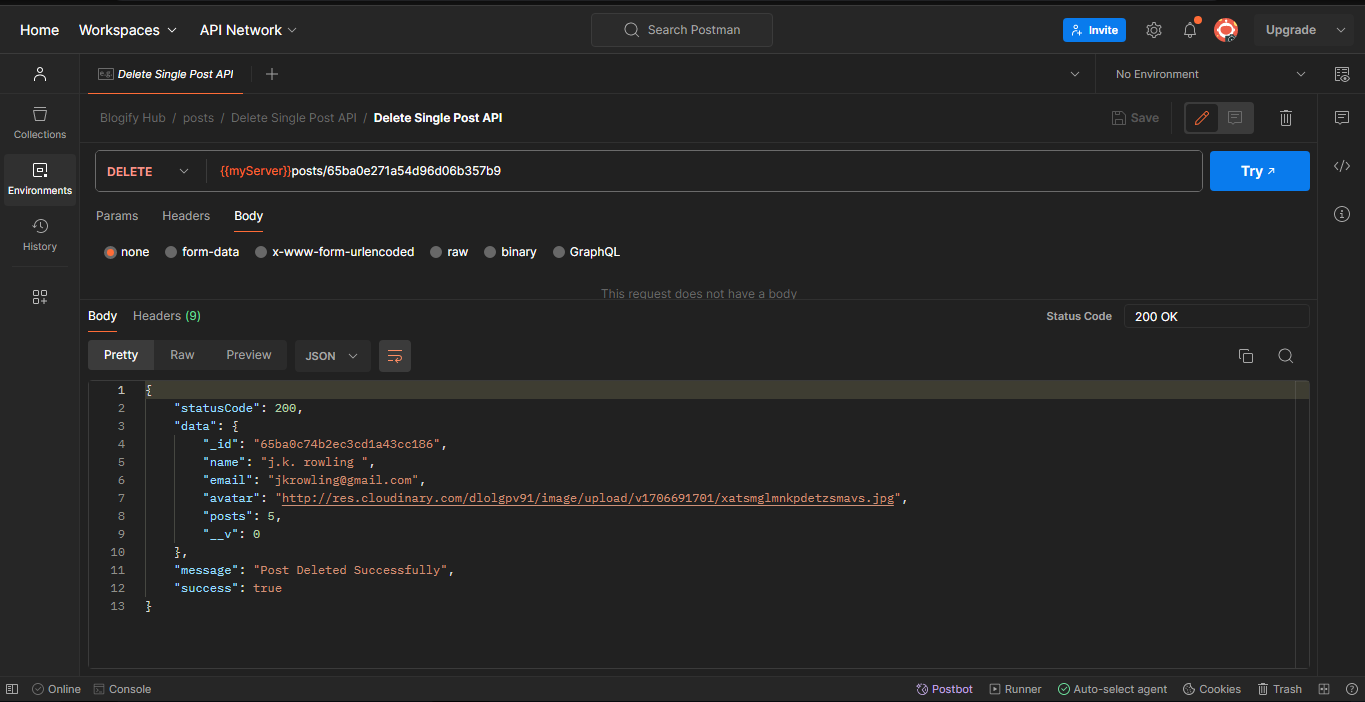 Home Workspaces API Network Search Postman Invite Upgrade
e.g. Delete Single Post API No Environment
Collections
Environments
History
Blogify Hub / posts / Delete Single Post API / Delete Single Post API Save
DELETE {{myServer}}posts/65ba0e271a54d96d06b357b9 Try
Params Headers Body
none form-data x-www-form-urlencoded raw binary GraphQL
This request does not have a body
Body Headers (9) Status Code 200 OK
Pretty Raw Preview JSON
1 {
2 "statusCode": 200,
3 "data": {
4 "_id": "65ba0c74b2ec3cd1a43cc186",
5 "name": "j.k. rowling ",
6 "email": "jkrowling@gmail.com",
7 "avatar": "http://res.cloudinary.com/dlolgpv91/image/upload/v1706691701/xatsmglmnkpdetzsmavs.jpg",
8 "posts": 5,
9 "__v": 0
10 },
11 "message": "Post Deleted Successfully",
12 "success": true
13 }
Online Console Postbot Runner Auto-select agent Cookies Trash